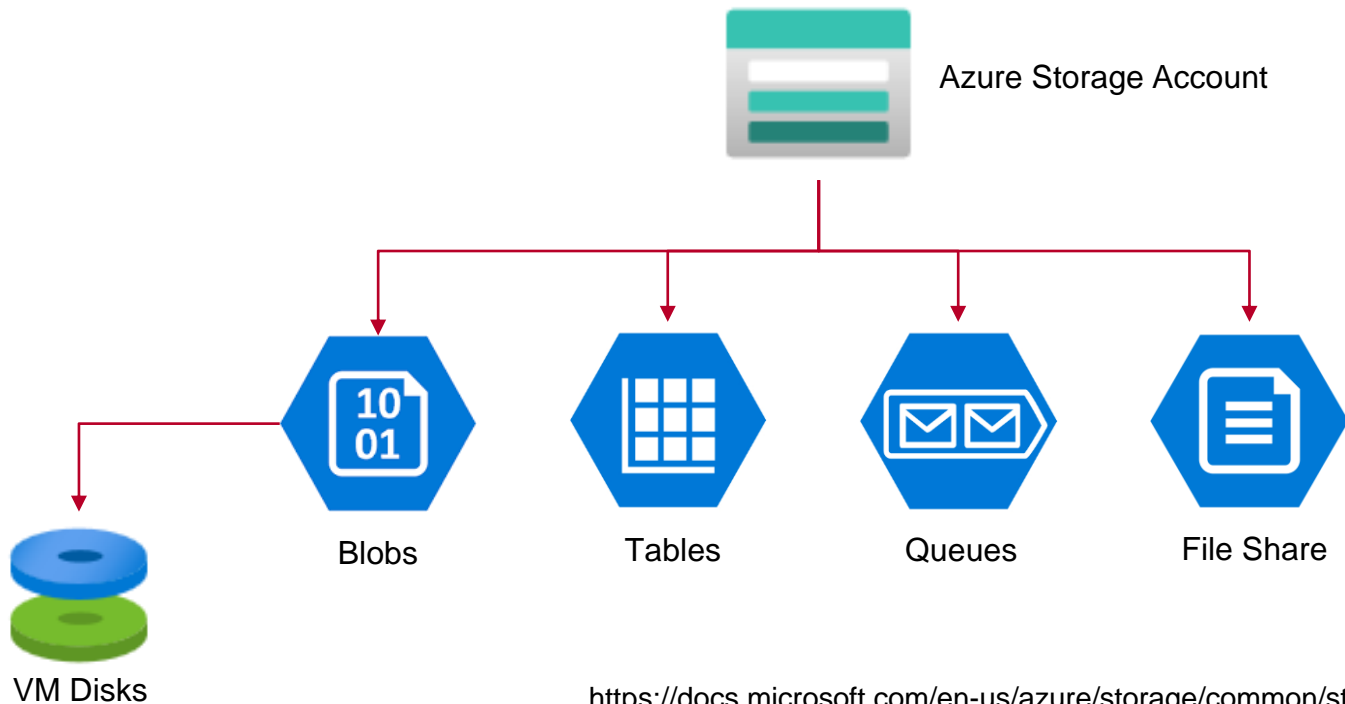 Azure Storage Account
10
01
Blobs
Tables
Queues
File Share
VM Disks
https://docs.microsoft.com/en-us/azure/storage/common/st